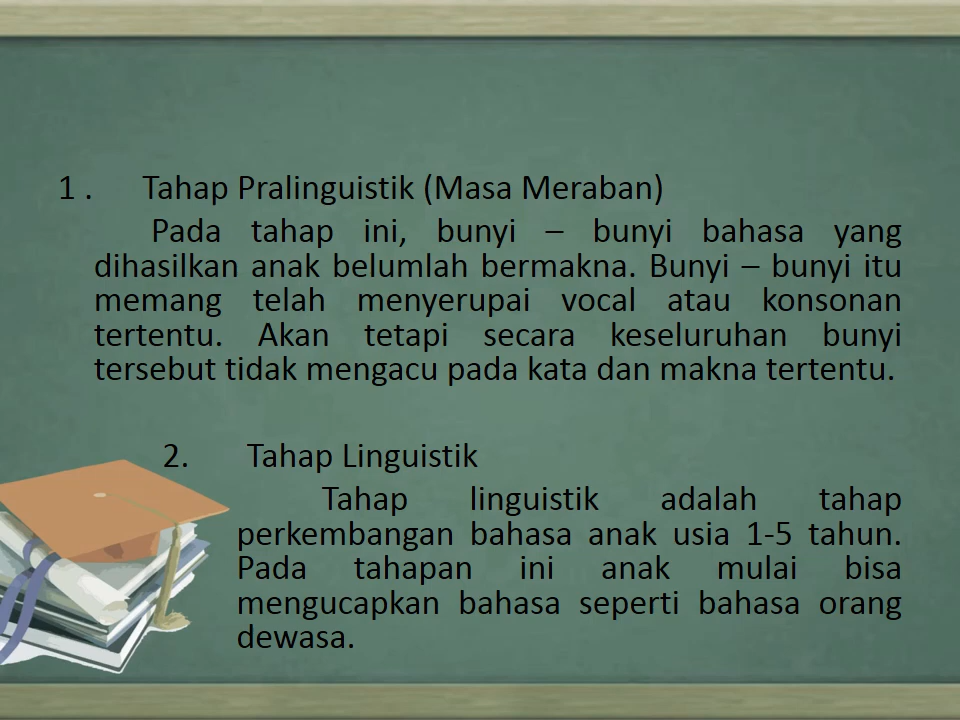 1 . Tahap Pralinguistik (Masa Meraban)
Pada tahap ini, bunyi – bunyi bahasa yang
dihasilkan anak belumlah bermakna. Bunyi – bunyi itu
memang telah menyerupai vocal atau konsonan
tertentu. Akan tetapi secara keseluruhan bunyi
tersebut tidak mengacu pada kata dan makna tertentu.
2. Tahap Linguistik
Tahap linguistik adalah tahap
perkembangan bahasa anak usia 1-5 tahun.
Pada tahapan ini anak mulai bisa
mengucapkan bahasa seperti bahasa orang
dewasa.